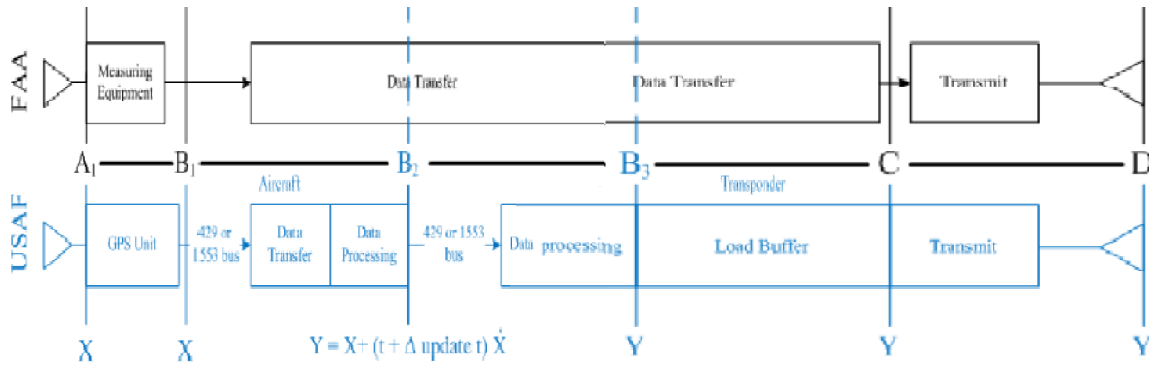 FAA
Measuring
Equipment
Data Transfer
Data Transfer
Transmit
A1
B1
B2
B3
C
D
Aircraft
Transponder
USAF
GPS Unit
429 or
1553 bus
Data
Transfer
Data
Processing
429 or 1553
bus
Data processing
Load Buffer
Transmit
X
X
Y = X+ (t + Δ update t) Ẋ
Y
Y
Y